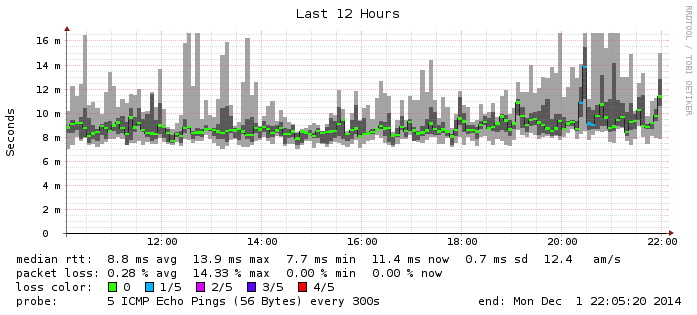 Last 12 Hours
RRDTOOL / TOBI OETIKER
Seconds
16 m
14 m
12 m
10 m
8 m
6 m
4 m
2 m
0
12:00 14:00 16:00 18:00 20:00 22:00
median rtt: 8.8 ms avg 13.9 ms max 7.7 ms min 11.4 ms now 0.7 ms sd 12.4 am/s
packet loss: 0.28 % avg 14.33 % max 0.00 % min 0.00 % now
loss color: 0 1/5 2/5 3/5 4/5
probe: 5 ICMP Echo Pings (56 Bytes) every 300s end: Mon Dec 1 22:05:20 2014